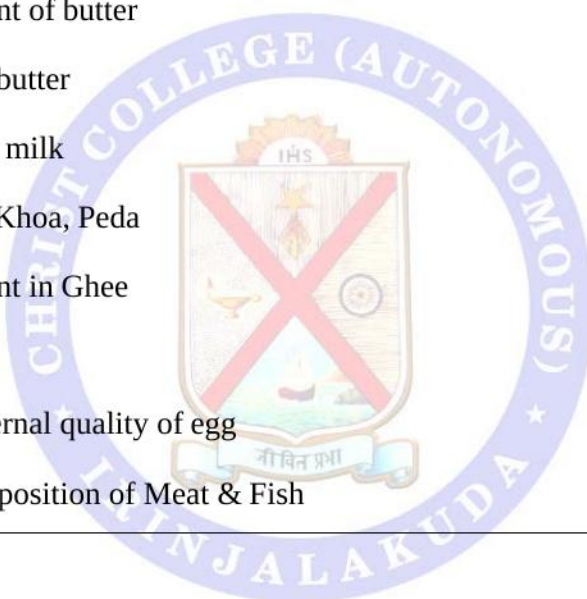 nt of butter
butter
milk
Khoa, Peda
nt in Ghee
ernal quality of egg
position of Meat & Fish
CHRIST COLLEGE (AUTONOMOUS)
IHS
जीवित प्रभा
★ IRINJALAKUDA ★